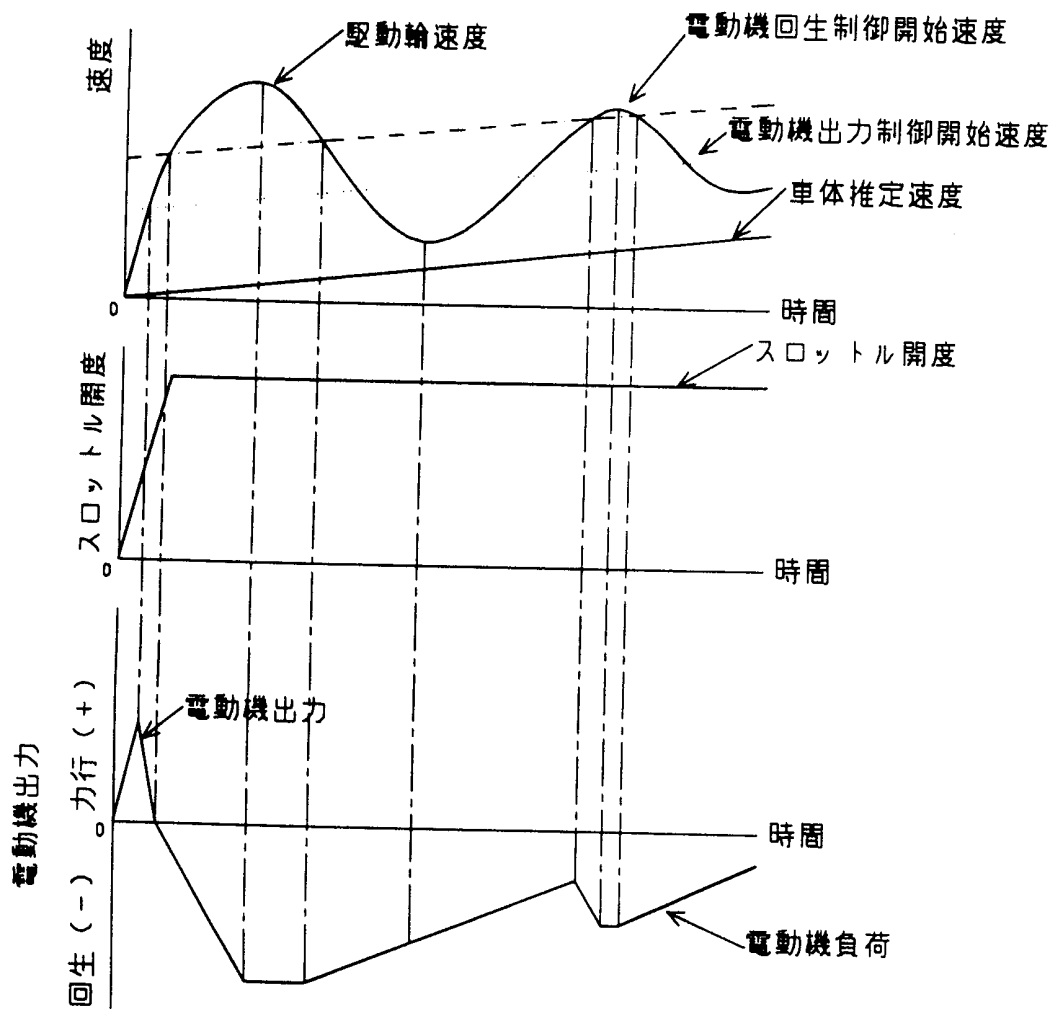 駆動輪速度
電動機回生制御開始速度
速度
電動機出力制御開始速度
車体推定速度
0
時間
スロットル開度
スロットル開度
0
時間
電動機出力
力行(+)
0
時間
電動機出力
回生(-)
電動機負荷